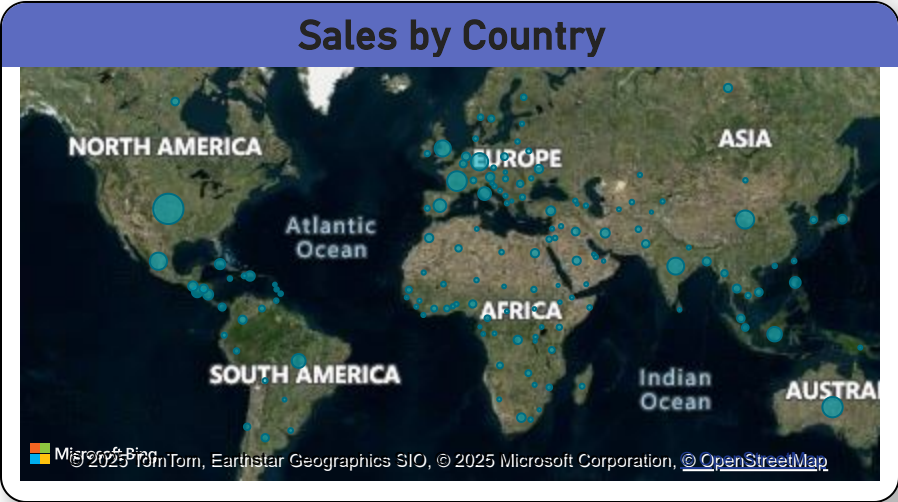 Sales by Country
NORTH AMERICA
EUROPE
ASIA
Atlantic
Ocean
AFRICA
SOUTH AMERICA
Indian
Ocean
AUSTRA
Microsoft Bing
© 2025 TomTom, Earthstar Geographics SIO, © 2025 Microsoft Corporation, © OpenStreetMap